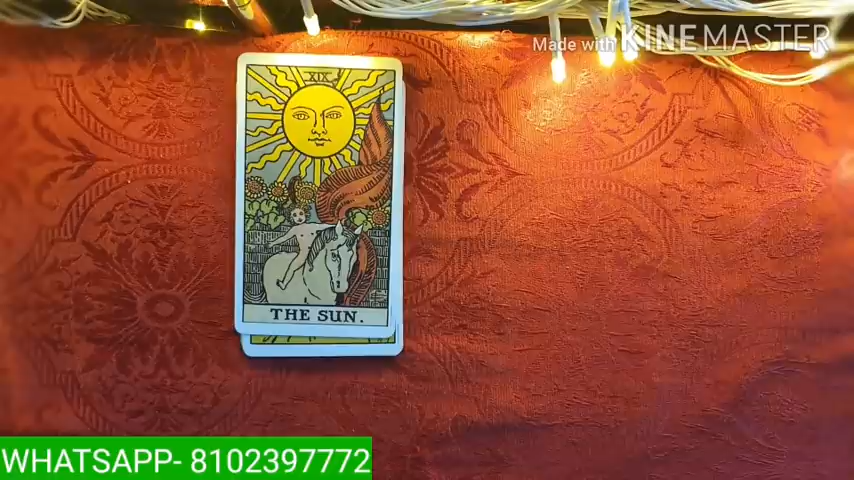 Made with KINEMASTER
XIX
THE SUN.
WHATSAPP- 8102397772